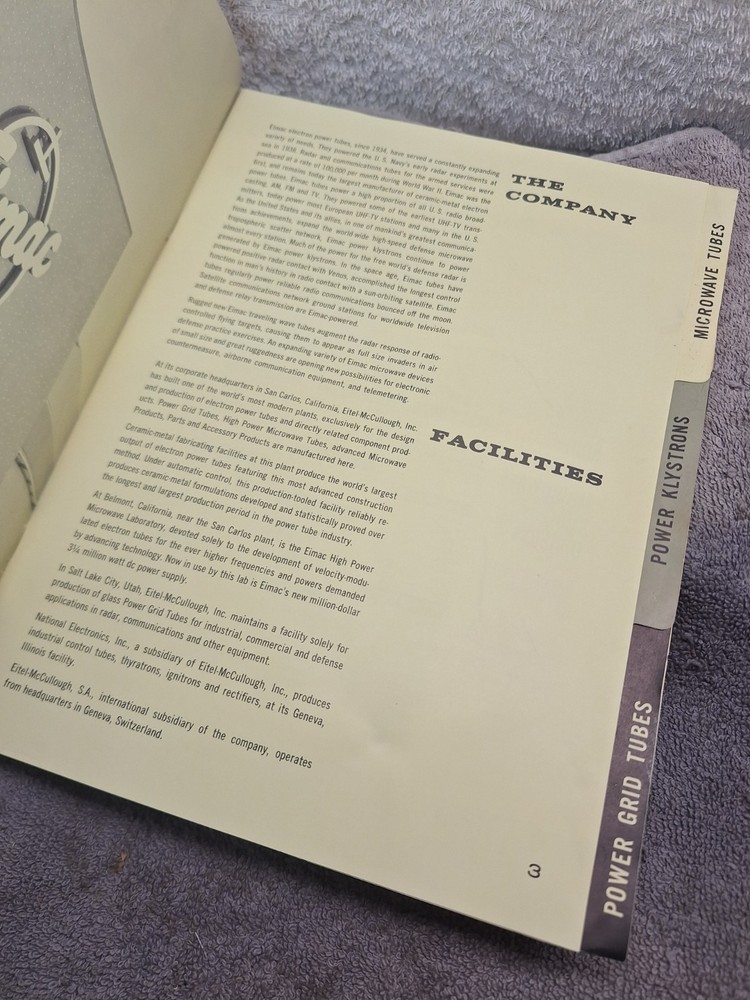 Eimac
THE
COMPANY
Eimac electron power tubes, since 1934, have served a constantly expanding
variety of needs. They powered the U. S. Navy's early radar experiments at
sea in 1938. Radar and communications tubes for the armed services were
produced at a rate of 100,000 per month during World War II. Eimac was the
first, and remains today the largest manufacturer of ceramic-metal electron
power tubes. Eimac tubes power a high proportion of all U. S. radio broad-
casting, AM, FM and TV. They powered some of the earliest UHF-TV trans-
mitters, today power most European UHF-TV stations and many in the U. S.
As the United States and its allies, in one of mankind's greatest communica-
tions achievements, expand the world-wide high-speed defense microwave
tropospheric scatter network, Eimac power klystrons continue to power
almost every station. Much of the power for the free world's defense radar is
generated by Eimac power klystrons. In the space age, Eimac tubes have
powered positive radar contact with Venus, accomplished the longest control
function in man's history in radio contact with a sun-orbiting satellite. Eimac
tubes regularly power reliable radio communications bounced off the moon.
Satellite communications network ground stations for worldwide television
and defense relay transmission are Eimac-powered.
Rugged new Eimac traveling wave tubes augment the radar response of radio-
controlled flying targets, causing them to appear as full size invaders in air
defense practice exercises. An expanding variety of Eimac microwave devices
of small size and great ruggedness are opening new possibilities for electronic
countermeasure, airborne communication equipment, and telemetering.
FACILITIES
At its corporate headquarters in San Carlos, California, Eitel-McCullough, Inc.
has built one of the world's most modern plants, exclusively for the design
and production of electron power tubes and directly related component prod-
ucts. Power Grid Tubes, High Power Microwave Tubes, advanced Microwave
Products, Parts and Accessory Products are manufactured here.
Ceramic-metal fabricating facilities at this plant produce the world's largest
output of electron power tubes featuring this most advanced construction
method. Under automatic control, this production-tooled facility reliably re-
produces ceramic-metal formulations developed and statistically proved over
the longest and largest production period in the power tube industry.
At Belmont, California, near the San Carlos plant, is the Eimac High Power
Microwave Laboratory, devoted solely to the development of velocity-modu-
lated electron tubes for the ever higher frequencies and powers demanded
by advancing technology. Now in use by this lab is Eimac's new million-dollar
3¼ million watt dc power supply.
In Salt Lake City, Utah, Eitel-McCullough, Inc. maintains a facility solely for
production of glass Power Grid Tubes for industrial, commercial and defense
applications in radar, communications and other equipment.
National Electronics, Inc., a subsidiary of Eitel-McCullough, Inc., produces
industrial control tubes, thyratrons, ignitrons and rectifiers, at its Geneva,
Illinois facility.
Eitel-McCullough, S.A., international subsidiary of the company, operates
from headquarters in Geneva, Switzerland.
3
MICROWAVE TUBES
POWER KLYSTRONS
POWER GRID TUBES